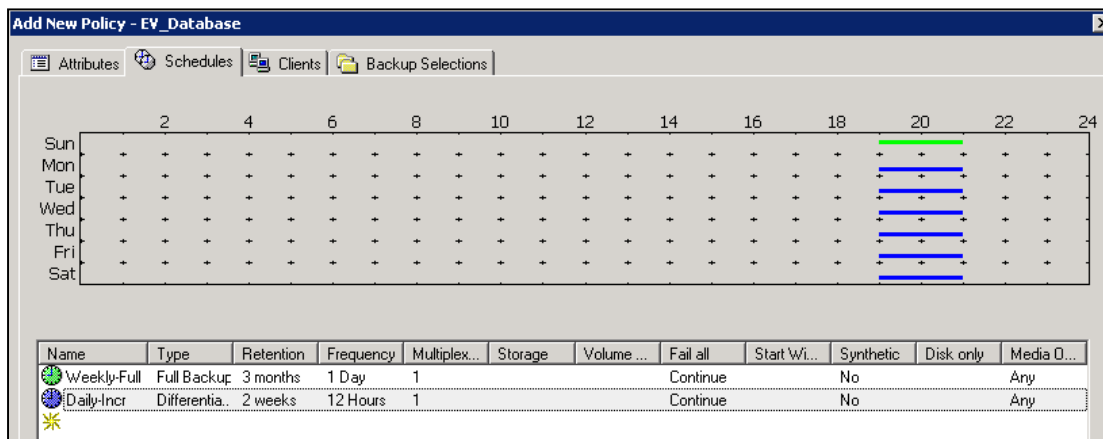 Add New Policy - EV_Database
Attributes Schedules Clients Backup Selections
2 4 6 8 10 12 14 16 18 20 22 24
Sun
Mon
Tue
Wed
Thu
Fri
Sat
Name Type Retention Frequency Multiplex... Storage Volume ... Fail all Start Wi... Synthetic Disk only Media O...
Weekly-Full Full Backup 3 months 1 Day 1 Continue No Any
Daily-Incr Differentia.. 2 weeks 12 Hours 1 Continue No Any